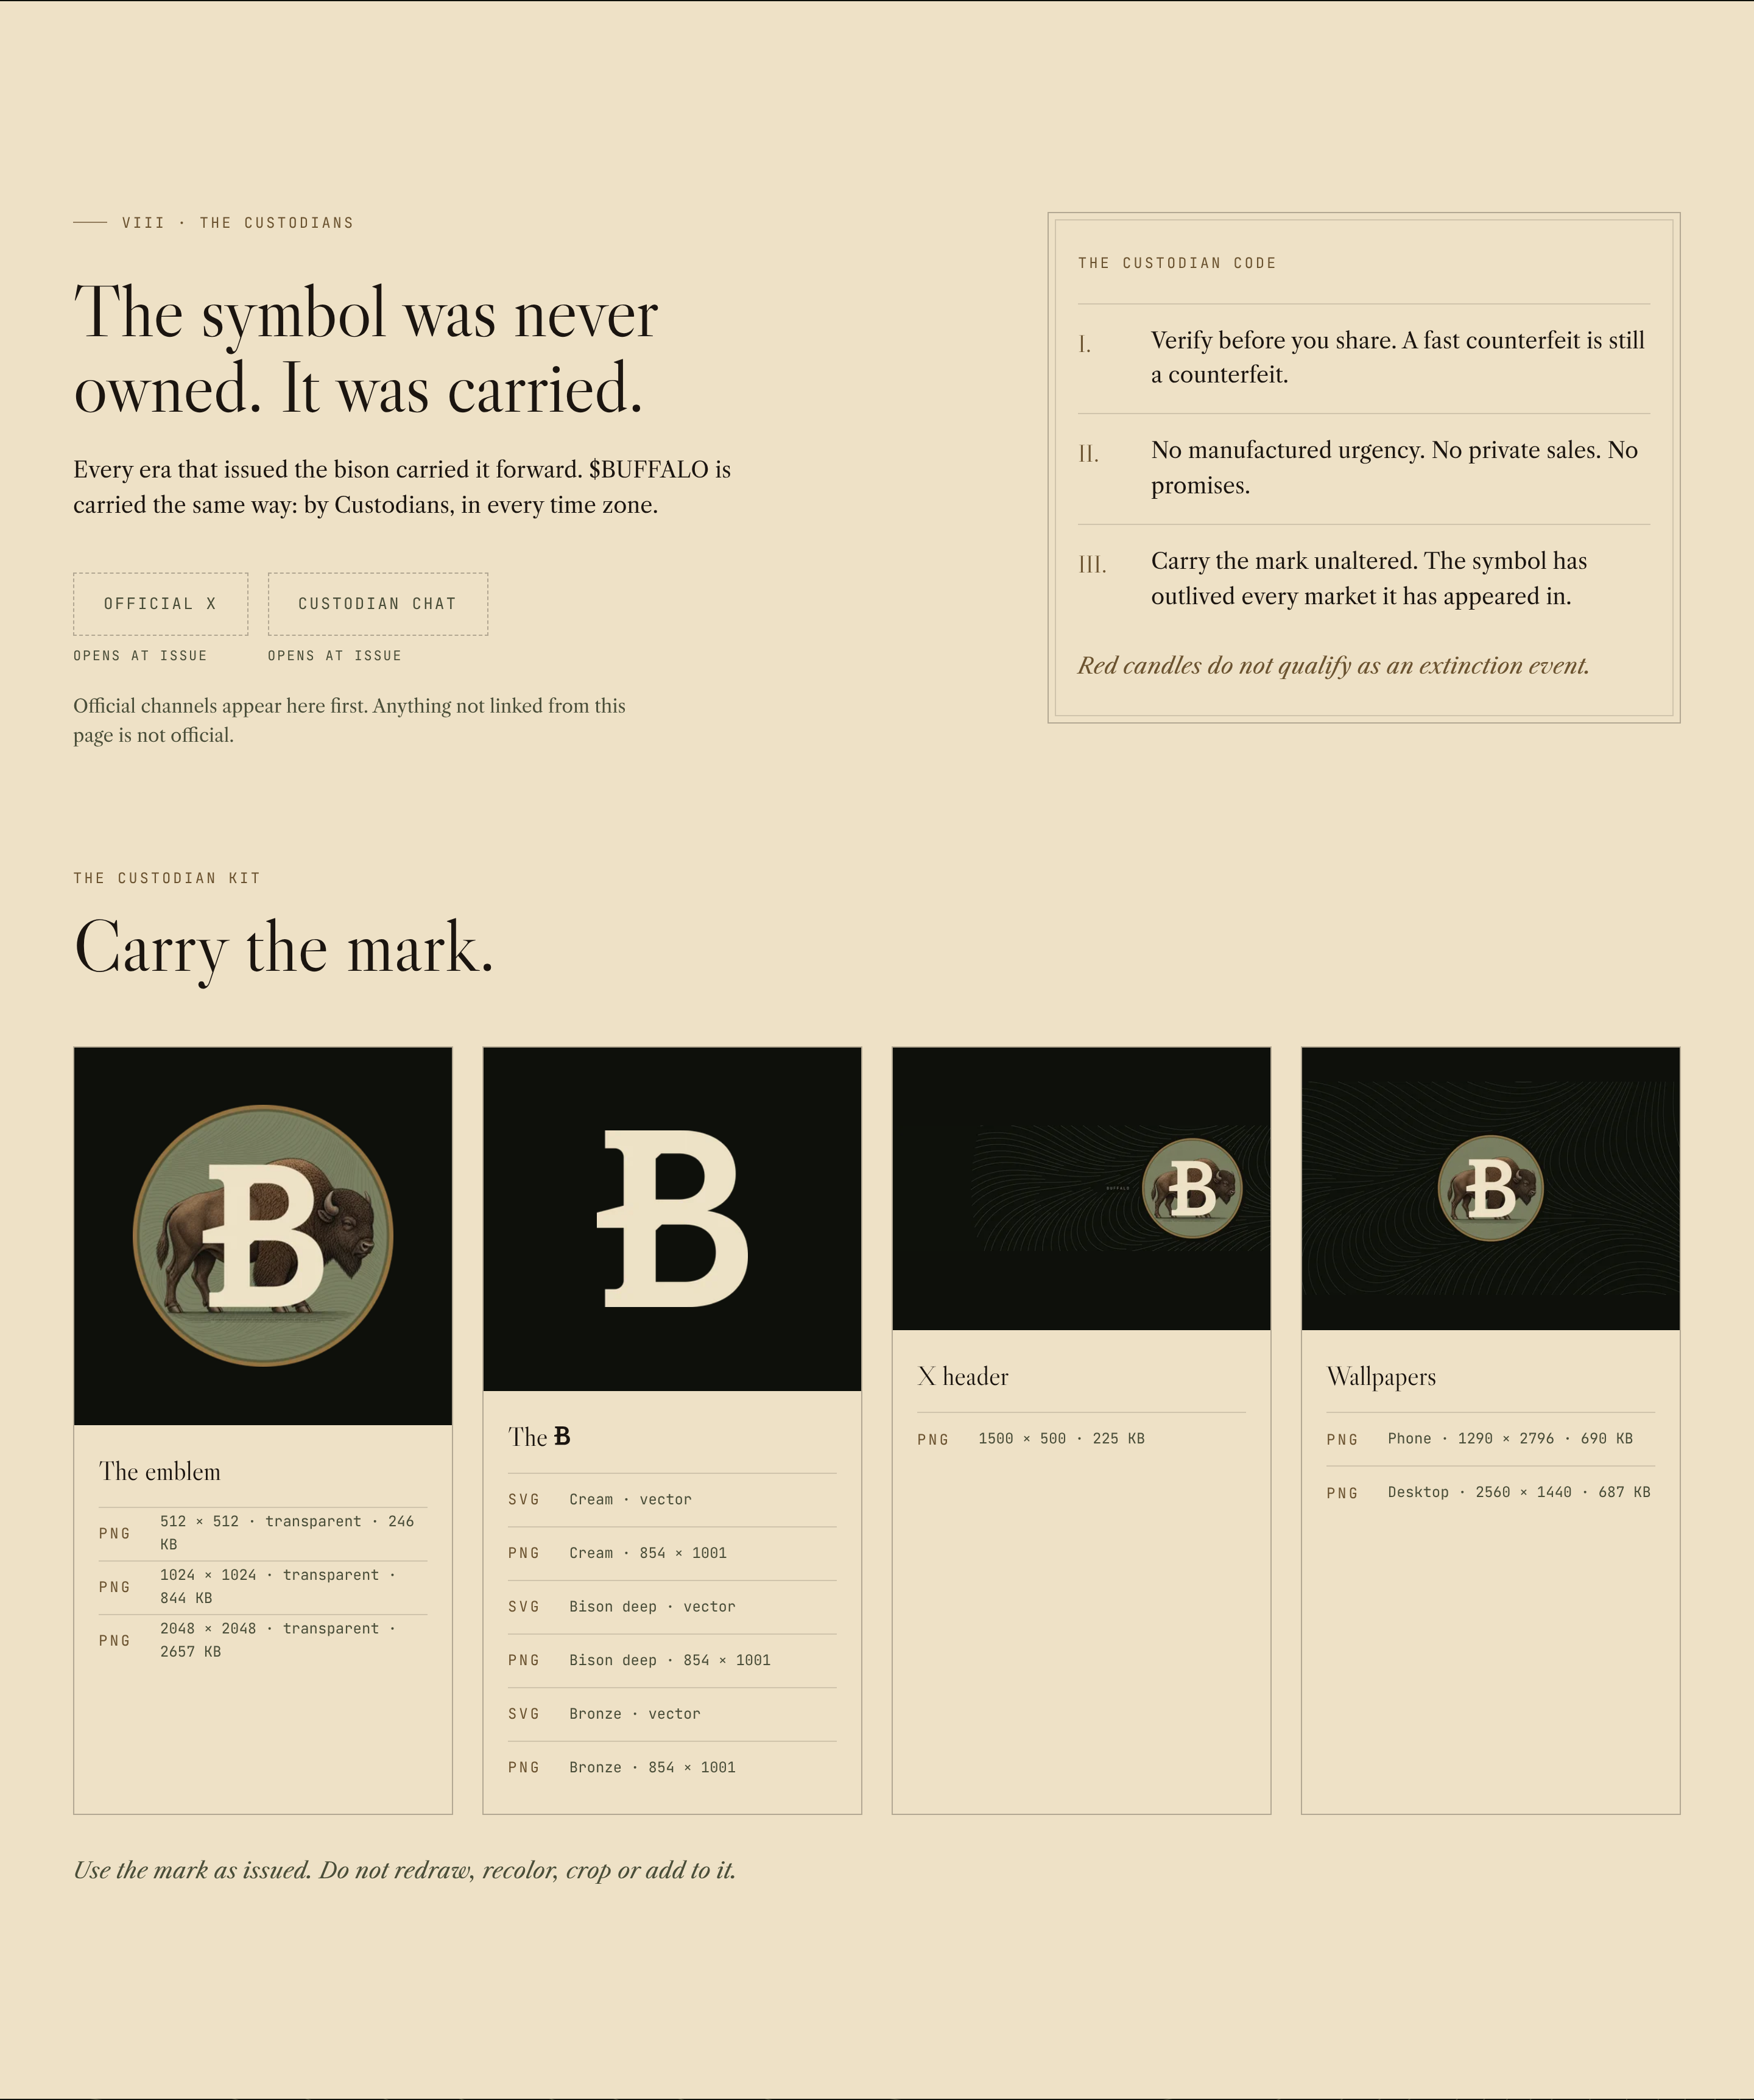 VIII · THE CUSTODIANS
The symbol was never
owned. It was carried.
Every era that issued the bison carried it forward. $BUFFALO is
carried the same way: by Custodians, in every time zone.
OFFICIAL X
CUSTODIAN CHAT
OPENS AT ISSUE
OPENS AT ISSUE
Official channels appear here first. Anything not linked from this
page is not official.
THE CUSTODIAN CODE
I. Verify before you share. A fast counterfeit is still
a counterfeit.
II. No manufactured urgency. No private sales. No
promises.
III. Carry the mark unaltered. The symbol has
outlived every market it has appeared in.
Red candles do not qualify as an extinction event.
THE CUSTODIAN KIT
Carry the mark.
B
The emblem
PNG 512 × 512 · transparent · 246
KB
PNG 1024 × 1024 · transparent ·
844 KB
PNG 2048 × 2048 · transparent ·
2657 KB
B
The B
SVG Cream · vector
PNG Cream · 854 × 1001
SVG Bison deep · vector
PNG Bison deep · 854 × 1001
SVG Bronze · vector
PNG Bronze · 854 × 1001
BUFFALO
B
X header
PNG 1500 × 500 · 225 KB
B
Wallpapers
PNG Phone · 1290 × 2796 · 690 KB
PNG Desktop · 2560 × 1440 · 687 KB
Use the mark as issued. Do not redraw, recolor, crop or add to it.